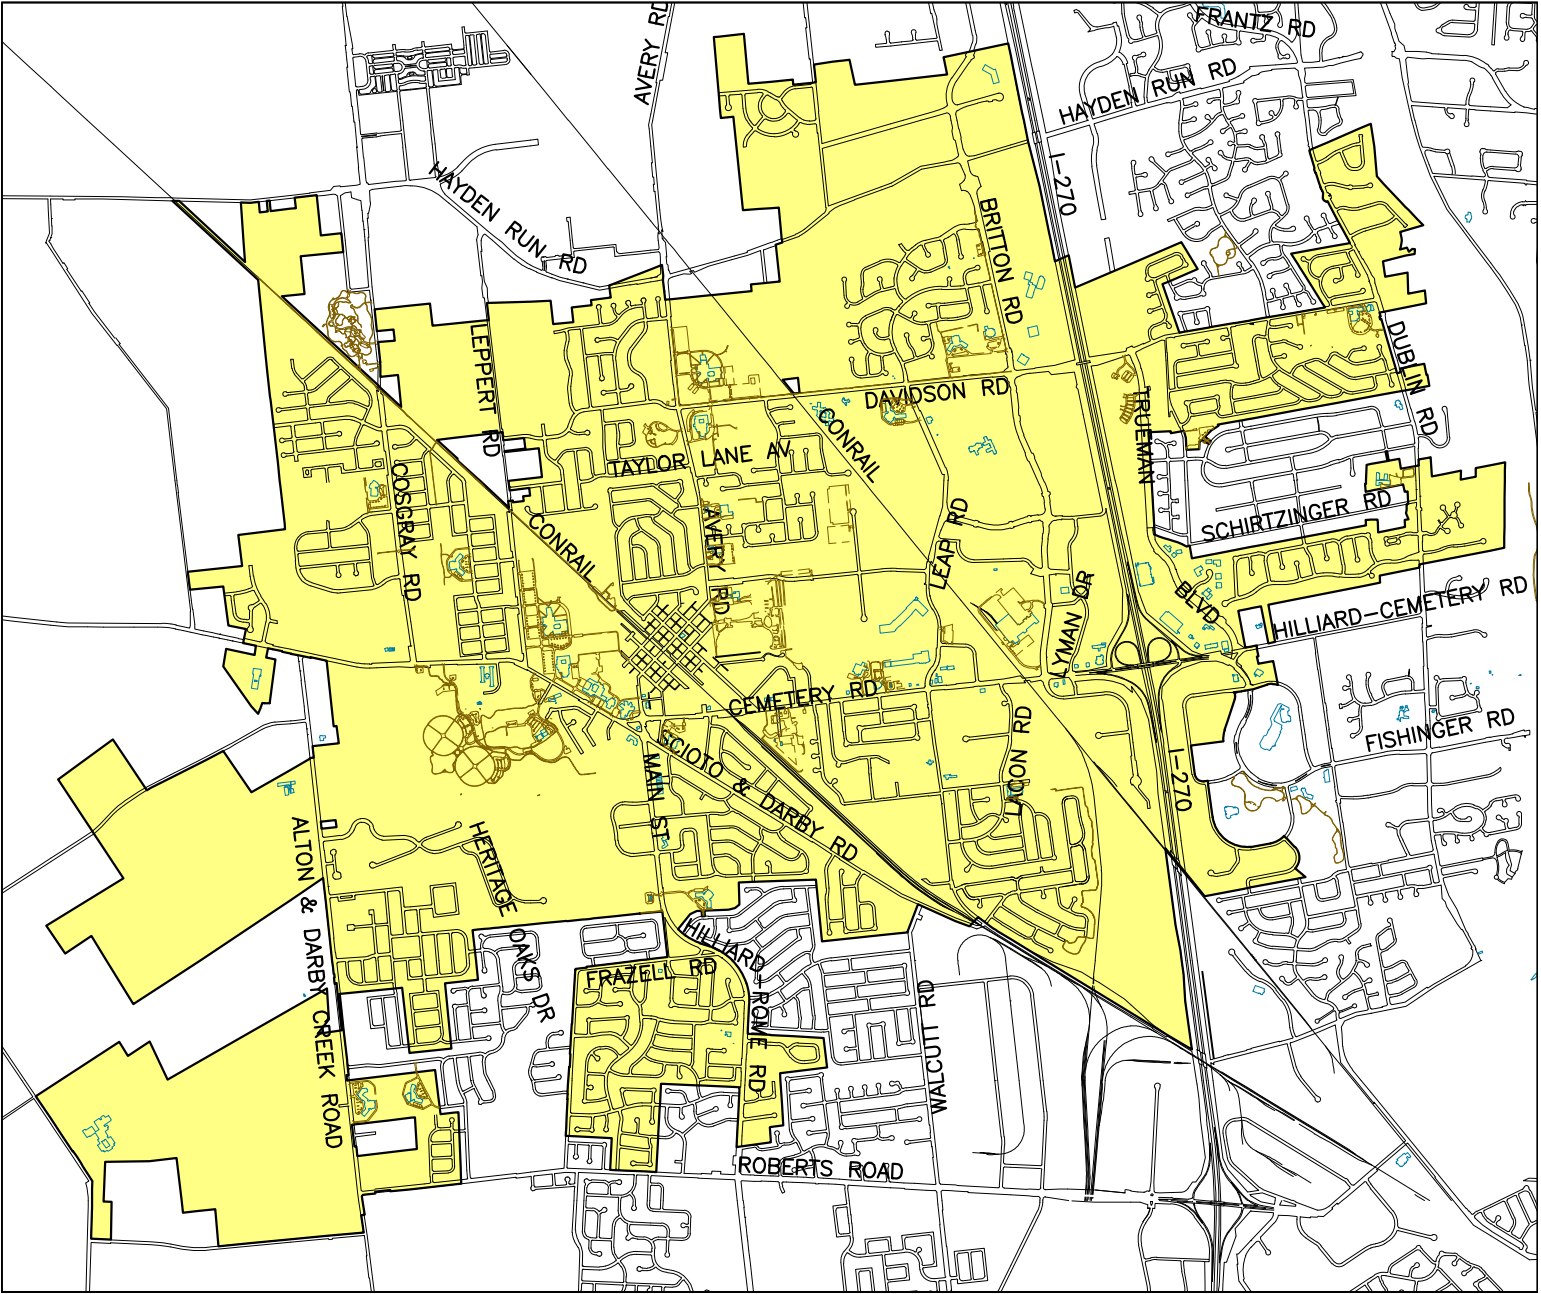 FRANTZ RD
AVERY RD
HAYDEN RUN RD
I-270
HAYDEN RUN RD
BRITTON RD
LEPPERT RD
DUBLIN RD
DAVIDSON RD
TRUEMAN
CONRAIL
TAYLOR LANE AV
COSGRAY RD
SCHIRTZINGER RD
CONRAIL
AVERY RD
LEAP RD
LYMAN DR
BLVD
HILLIARD-CEMETERY RD
CEMETERY RD
LACON RD
FISHINGER RD
SCIOTO & DARBY RD
MAIN ST
I-270
ALTON & DARBY CREEK ROAD
HERITAGE OAKS DR
HILLIARD-ROME RD
FRAZELL RD
WALCUTT RD
ROBERTS ROAD